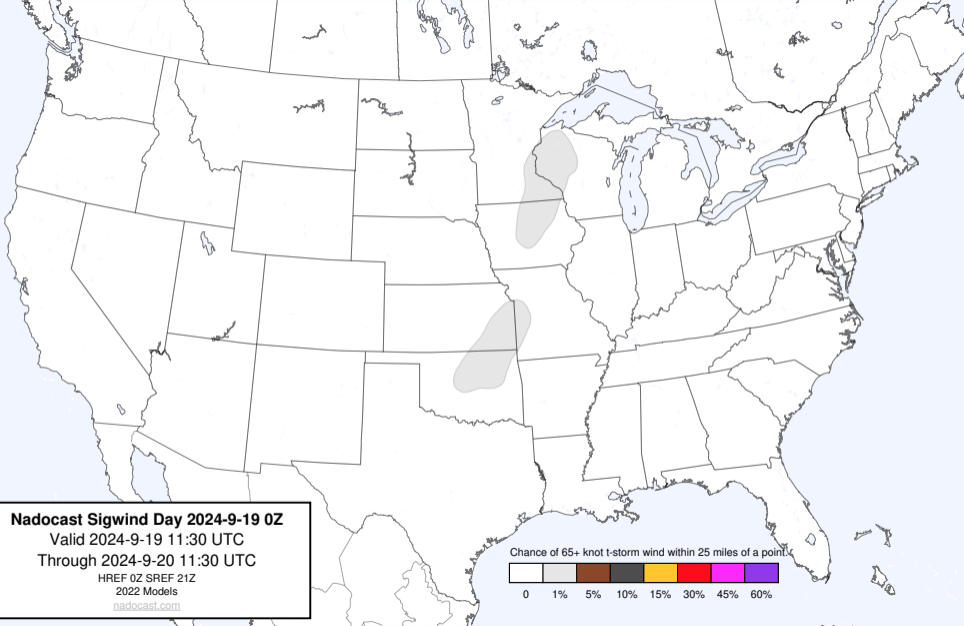 Nadocast Sigwind Day 2024-9-19 0Z
Valid 2024-9-19 11:30 UTC
Through 2024-9-20 11:30 UTC
HREF 0Z SREF 21Z
2022 Models
nadocast.com
Chance of 65+ knot t-storm wind within 25 miles of a point.
0 1% 5% 10% 15% 30% 45% 60%